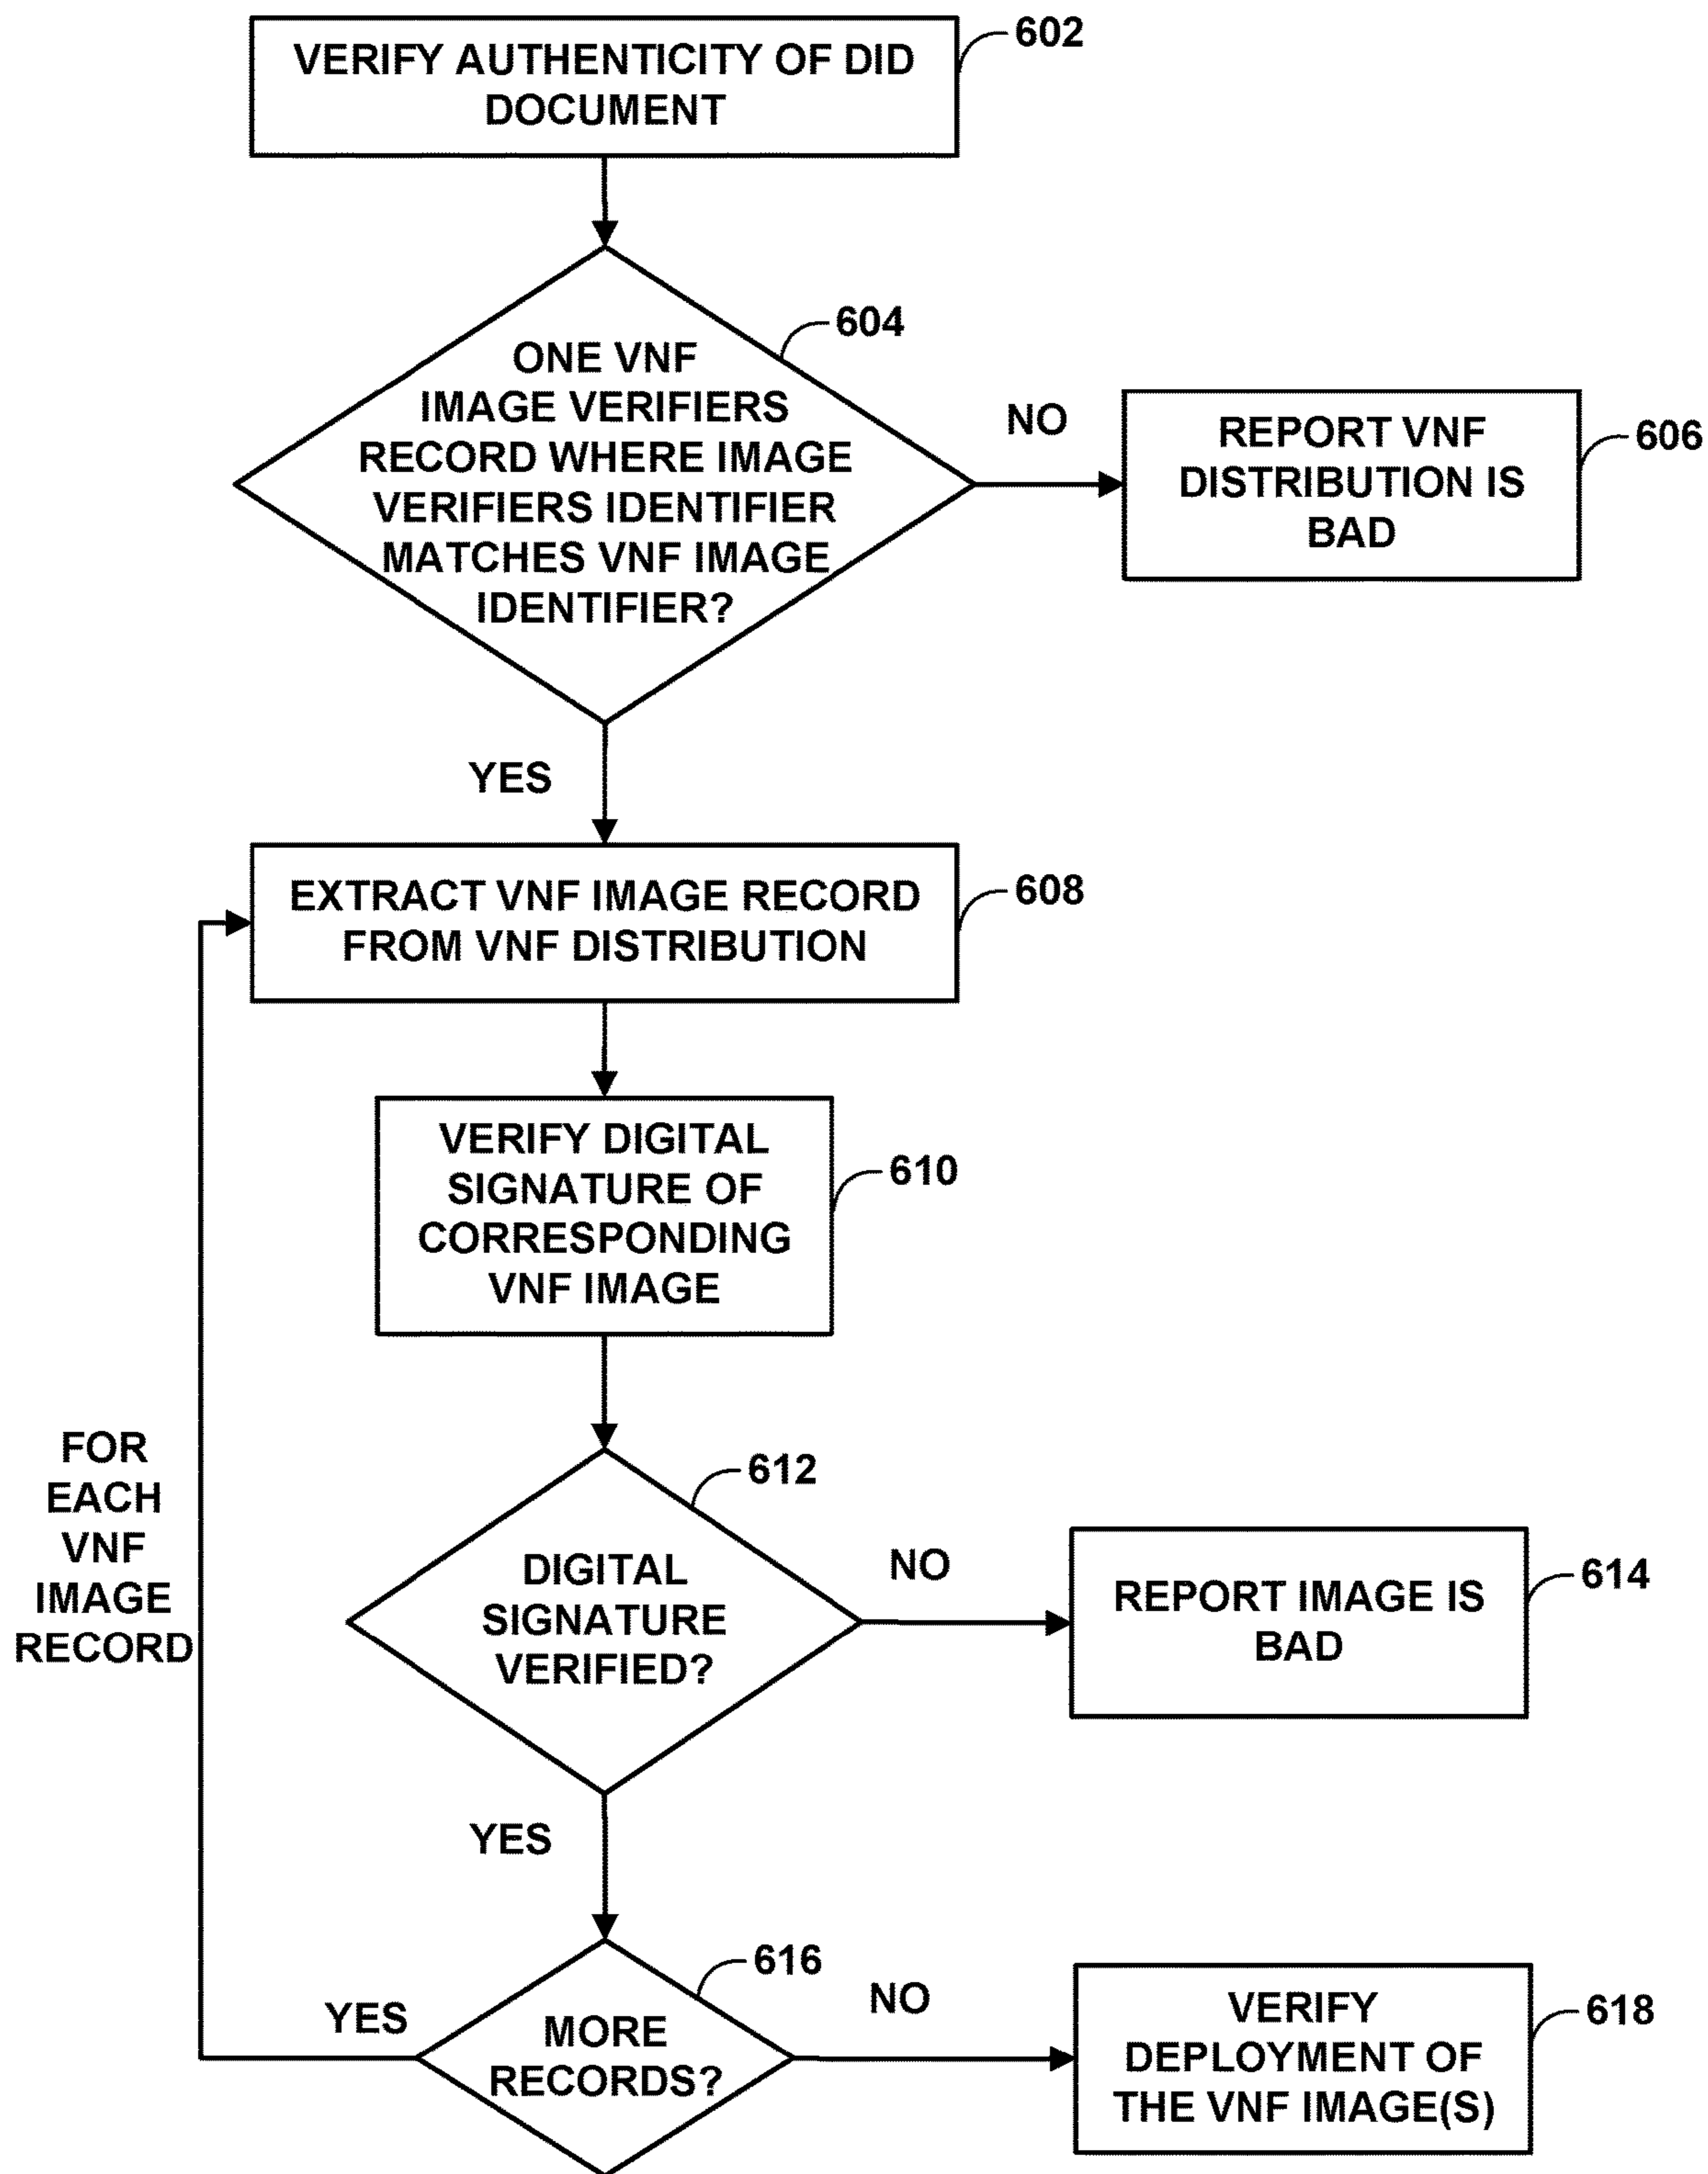 VERIFY AUTHENTICITY OF DID
DOCUMENT
602
ONE VNF
IMAGE VERIFIERS
RECORD WHERE IMAGE
VERIFIERS IDENTIFIER
MATCHES VNF IMAGE
IDENTIFIER?
604
NO
REPORT VNF
DISTRIBUTION IS
BAD
606
YES
EXTRACT VNF IMAGE RECORD
FROM VNF DISTRIBUTION
608
VERIFY DIGITAL
SIGNATURE OF
CORRESPONDING
VNF IMAGE
610
FOR
EACH
VNF
IMAGE
RECORD
DIGITAL
SIGNATURE
VERIFIED?
612
NO
REPORT IMAGE IS
BAD
614
YES
YES
MORE
RECORDS?
616
NO
VERIFY
DEPLOYMENT OF
THE VNF IMAGE(S)
618